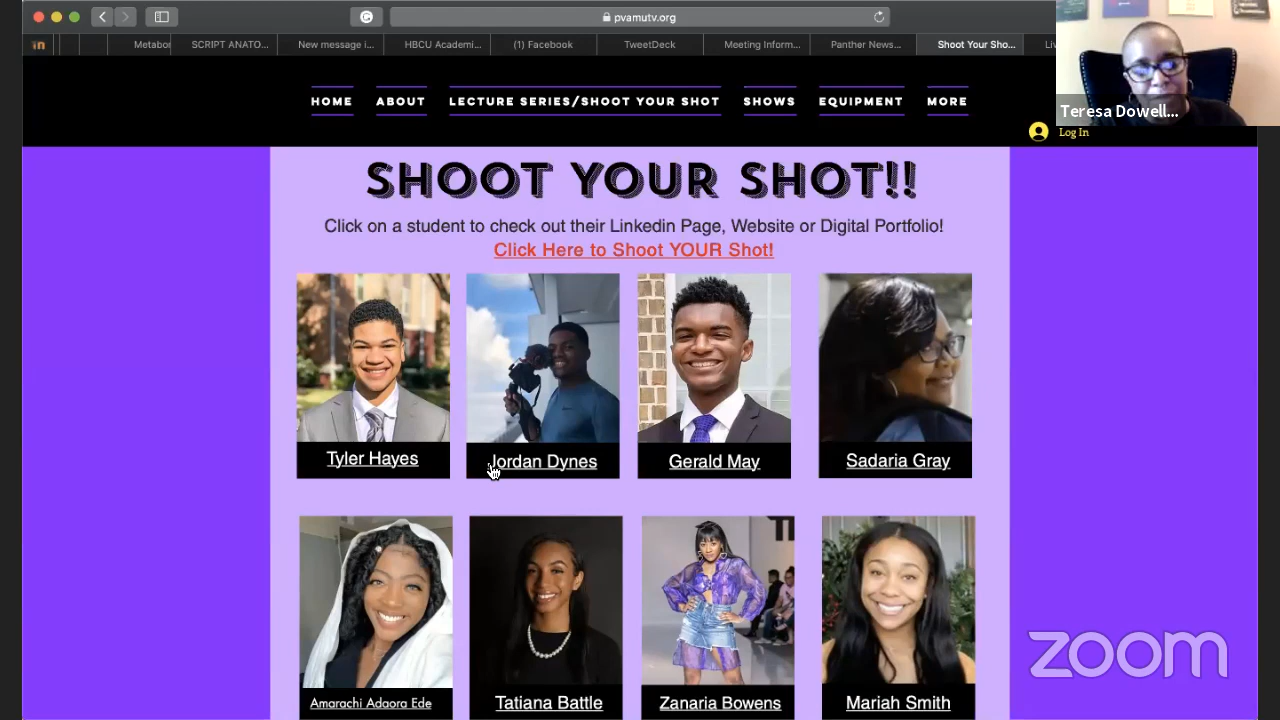 pvamutv.org
in
Metabo
SCRIPT ANATO...
New message i...
HBCU Academi...
(1) Facebook
TweetDeck
Meeting Inform...
Panther News...
Shoot Your Sho...
Teresa Dowell...
HOME
ABOUT
LECTURE SERIES/SHOOT YOUR SHOT
SHOWS
EQUIPMENT
MORE
Log In
SHOOT YOUR SHOT!!
Click on a student to check out their Linkedin Page, Website or Digital Portfolio!
Click Here to Shoot YOUR Shot!
Tyler Hayes
Jordan Dynes
Gerald May
Sadaria Gray
Amarachi Adaora Ede
Tatiana Battle
Zanaria Bowens
Mariah Smith
zoom